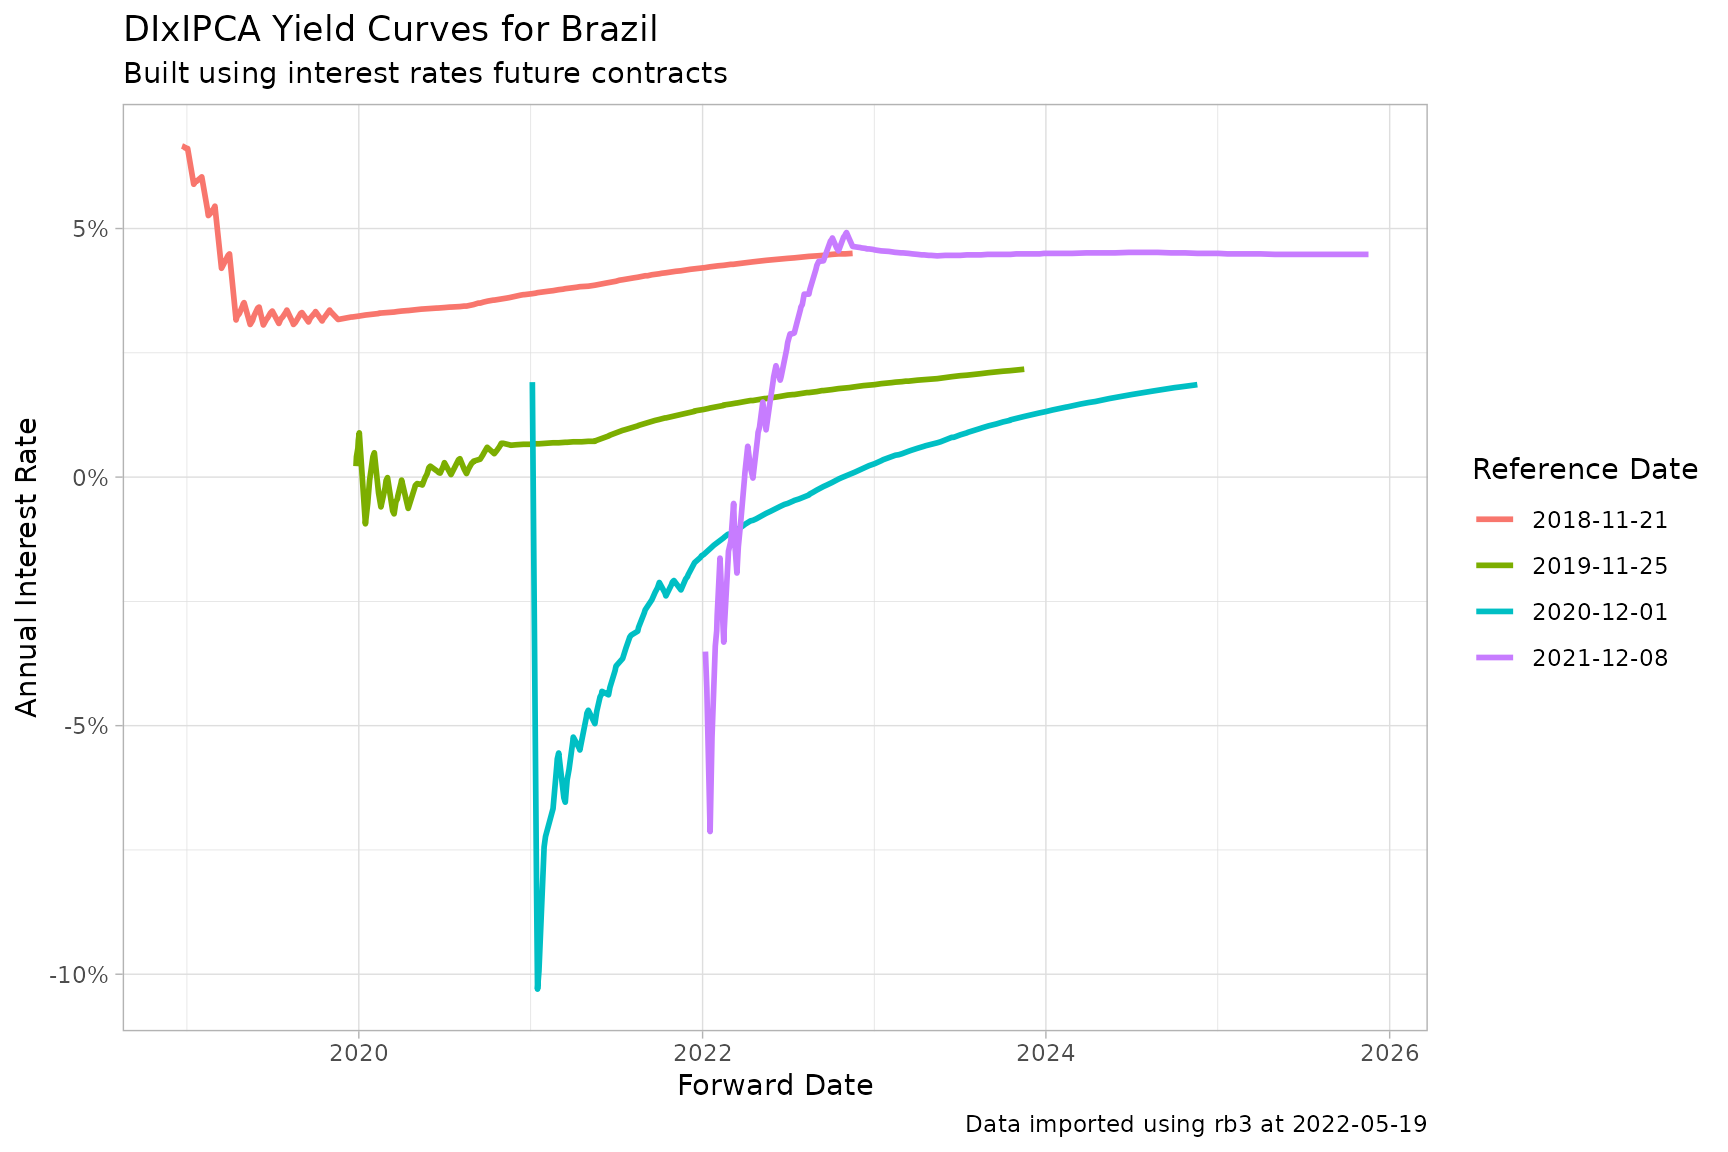 DIxIPCA Yield Curves for Brazil
Built using interest rates future contracts
Annual Interest Rate
5%
0%
-5%
-10%
2020
2022
2024
2026
Forward Date
Reference Date
2018-11-21
2019-11-25
2020-12-01
2021-12-08
Data imported using rb3 at 2022-05-19